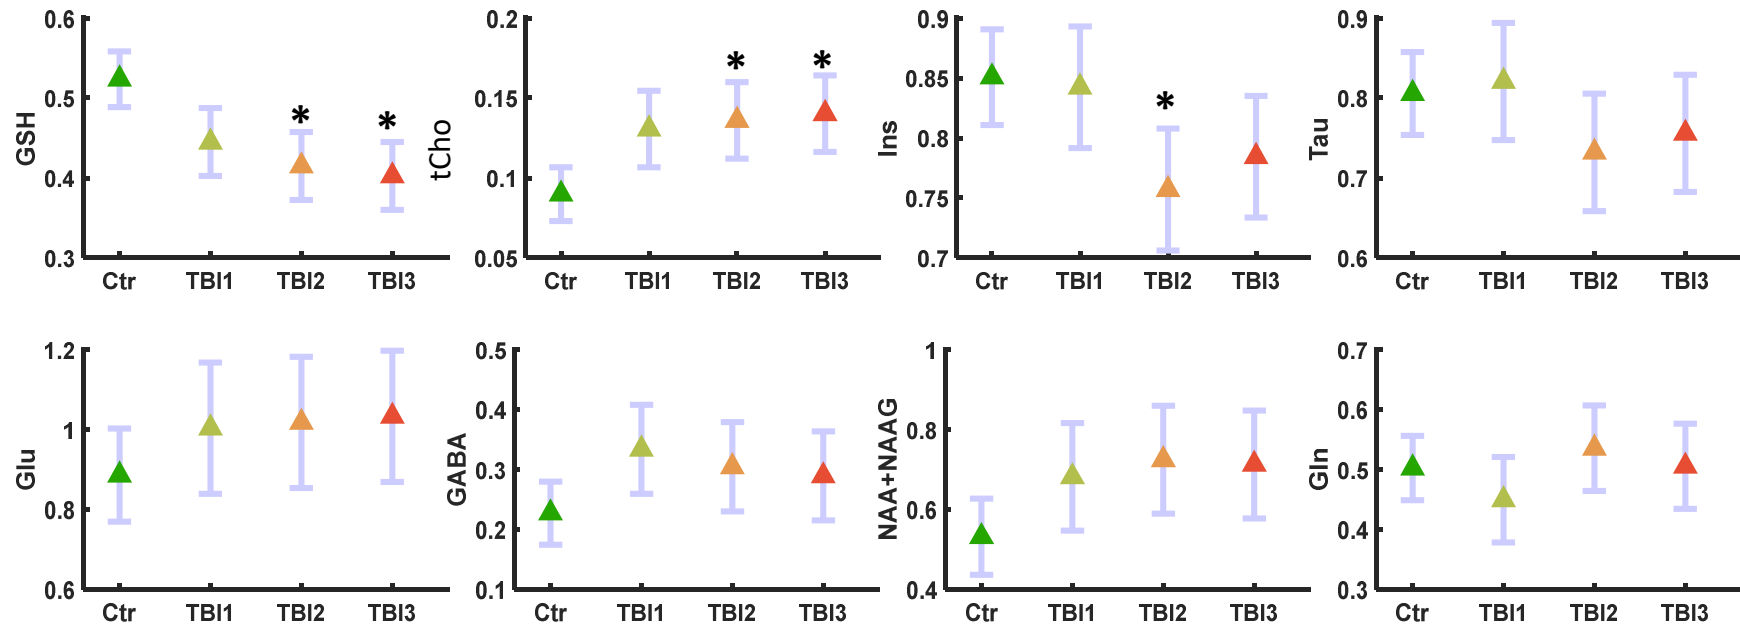 GSH
0.6
0.5
0.4
0.3
* *
Ctr TBI1 TBI2 TBI3
tCho
0.2
0.15
0.1
0.05
* *
Ctr TBI1 TBI2 TBI3
Ins
0.9
0.85
0.8
0.75
0.7
*
Ctr TBI1 TBI2 TBI3
Tau
0.9
0.8
0.7
0.6
Ctr TBI1 TBI2 TBI3
Glu
1.2
1
0.8
0.6
Ctr TBI1 TBI2 TBI3
GABA
0.5
0.4
0.3
0.2
0.1
Ctr TBI1 TBI2 TBI3
NAA+NAAG
1
0.8
0.6
0.4
Ctr TBI1 TBI2 TBI3
Gln
0.7
0.6
0.5
0.4
0.3
Ctr TBI1 TBI2 TBI3